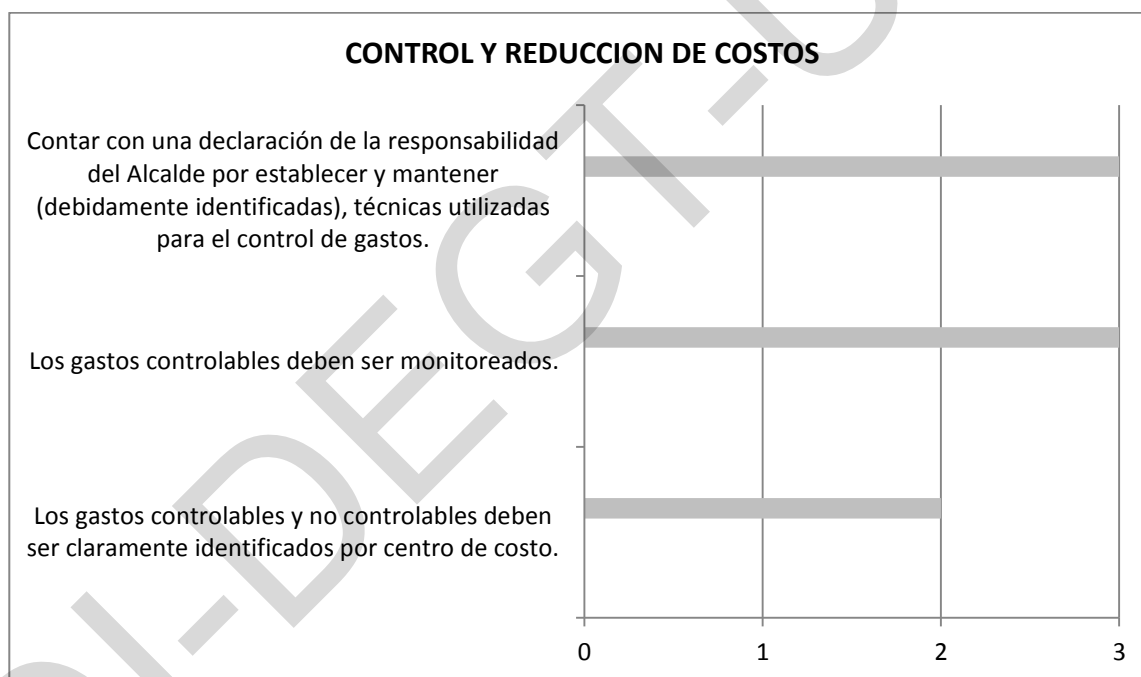 CONTROL Y REDUCCION DE COSTOS
Contar con una declaración de la responsabilidad
del Alcalde por establecer y mantener
(debidamente identificadas), técnicas utilizadas
para el control de gastos.
Los gastos controlables deben ser monitoreados.
Los gastos controlables y no controlables deben
ser claramente identificados por centro de costo.
0 1 2 3